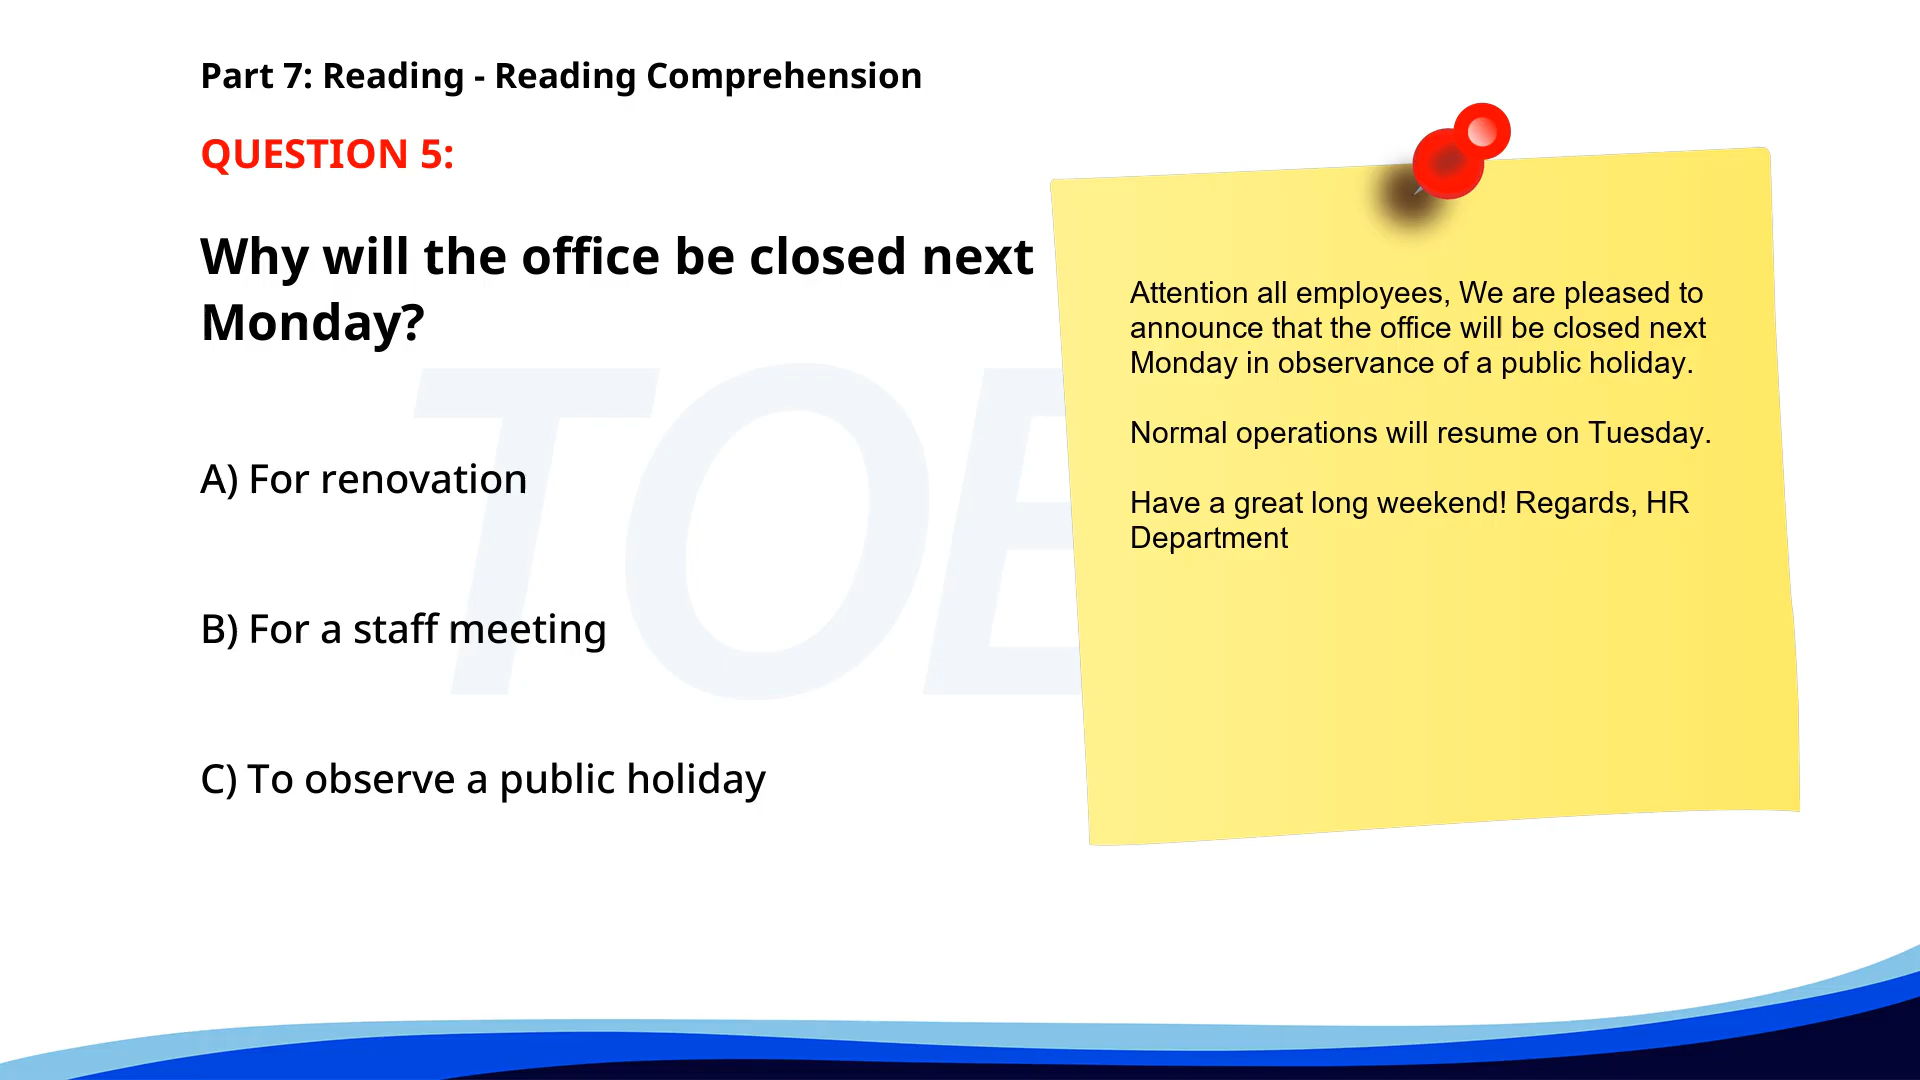 Part 7: Reading - Reading Comprehension
QUESTION 5:
Why will the office be closed next
Monday?
A) For renovation
B) For a staff meeting
C) To observe a public holiday
Attention all employees, We are pleased to
announce that the office will be closed next
Monday in observance of a public holiday.
Normal operations will resume on Tuesday.
Have a great long weekend! Regards, HR
Department
TOE